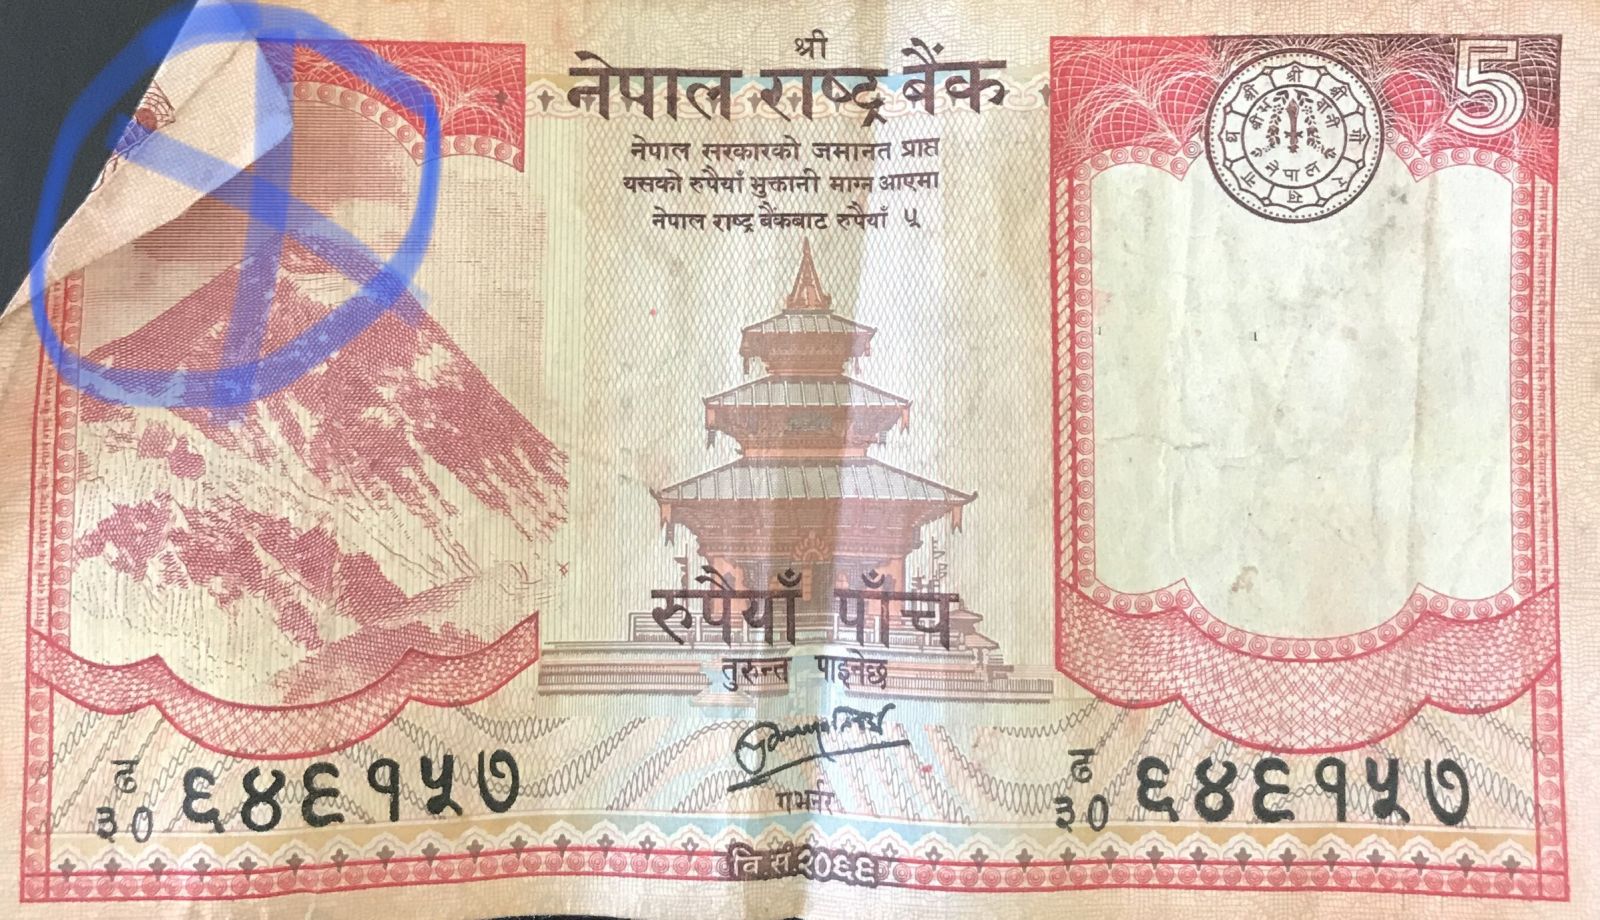 श्री
नेपाल राष्ट्र बैंक
नेपाल सरकारको जमानत प्राप्त
यसको रुपैयाँ भुक्तानी माग्न आएमा
नेपाल राष्ट्र बैंकबाट रुपैयाँ ५
5
श्री
नेपाल
रुपैयाँ पाँच
तुरुन्त पाइनेछ
गभर्नर
३० ६४६१५७
३० ६४६१५७
वि.सं.२०६६